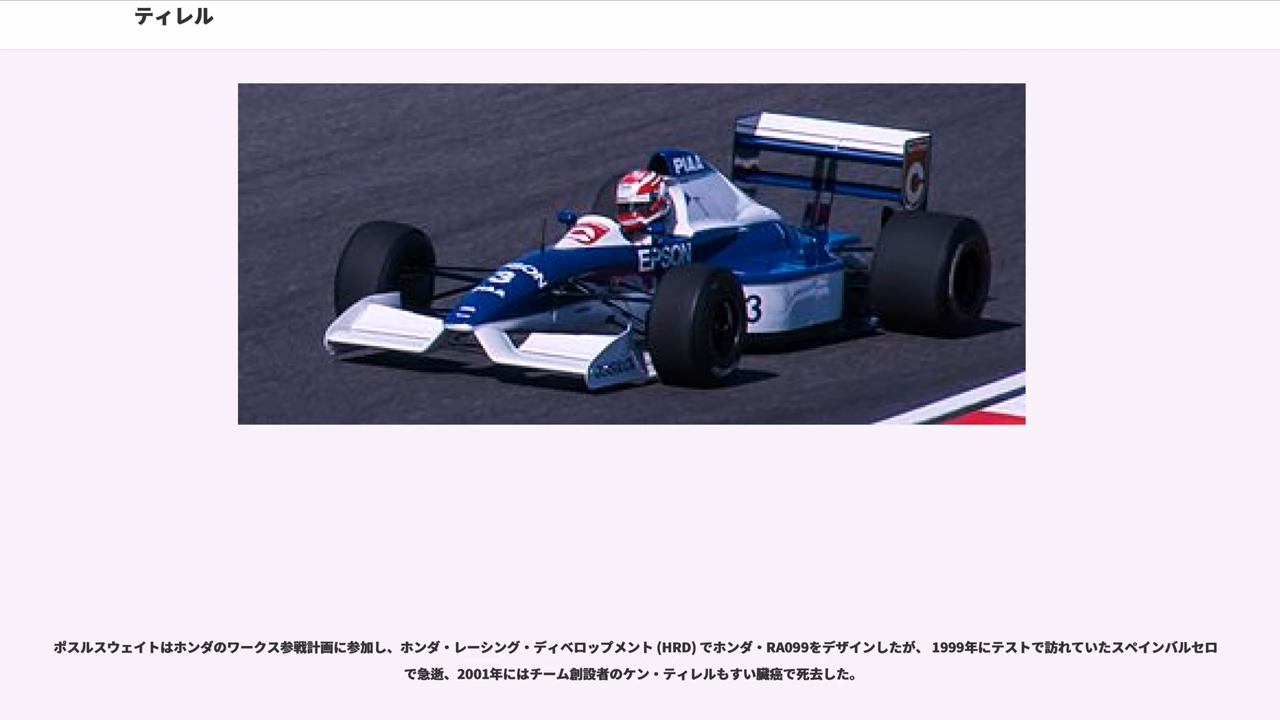 ティレル
PIAA
EPSON
EPSON
3
PIAA
3
ポスルスウェイトはホンダのワークス参戦計画に参加し、ホンダ・レーシング・ディベロップメント (HRD) でホンダ・RA099をデザインしたが、 1999年にテストで訪れていたスペインバルセロ
で急逝、2001年にはチーム創設者のケン・ティレルもすい臓癌で死去した。